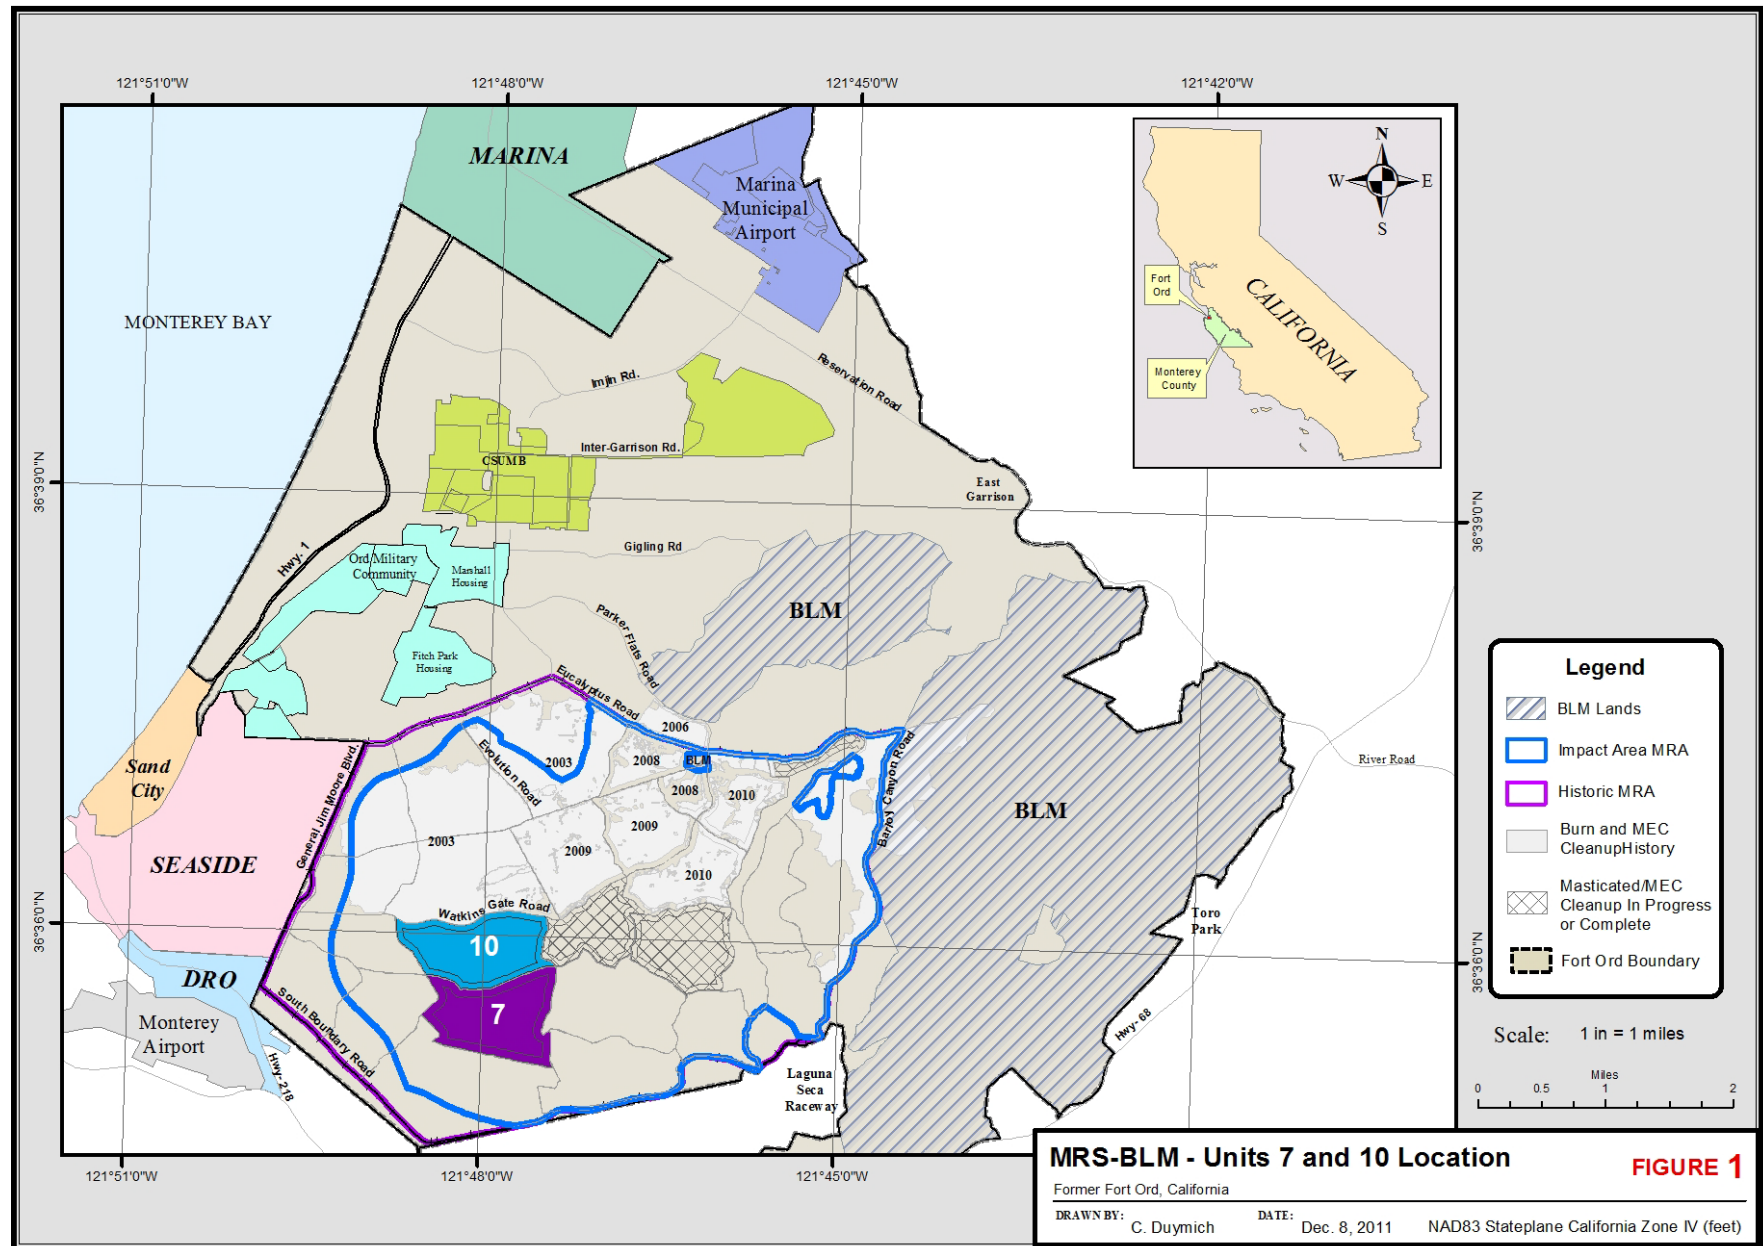 121°51'0"W
121°48'0"W
121°45'0"W
121°42'0"W
MARINA
Marina
Municipal
Airport
MONTEREY BAY
N
W
E
S
Fort
Ord
CALIFORNIA
Monterey
County
Reservation Road
Imjin Rd.
Inter-Garrison Rd.
CSUMB
36°39'0"N
36°39'0"N
East
Garrison
Hwy. 1
Gigling Rd
Ord Military
Community
Marshall
Housing
Parker Flats Road
BLM
Fitch Park
Housing
Eucalyptus Road
Legend
BLM Lands
Impact Area MRA
Historic MRA
Burn and MEC
CleanupHistory
Masticated/MEC
Cleanup In Progress
or Complete
Fort Ord Boundary
2006
Evolution Road
2003
2008
BLM
2008
2010
Barloy Canyon Road
River Road
Sand
City
General Jim Moore Blvd.
2003
2009
2009
2010
BLM
SEASIDE
Watkins Gate Road
10
Toro
Park
36°36'0"N
36°36'0"N
DRO
South Boundary Road
7
Monterey
Airport
Hwy-218
Hwy-68
Laguna
Seca
Raceway
Scale: 1 in = 1 miles
Miles
0 0.5 1 2
121°51'0"W
121°48'0"W
121°45'0"W
MRS-BLM - Units 7 and 10 Location
FIGURE 1
Former Fort Ord, California
DRAWN BY: C. Duymich DATE: Dec. 8, 2011 NAD83 Stateplane California Zone IV (feet)